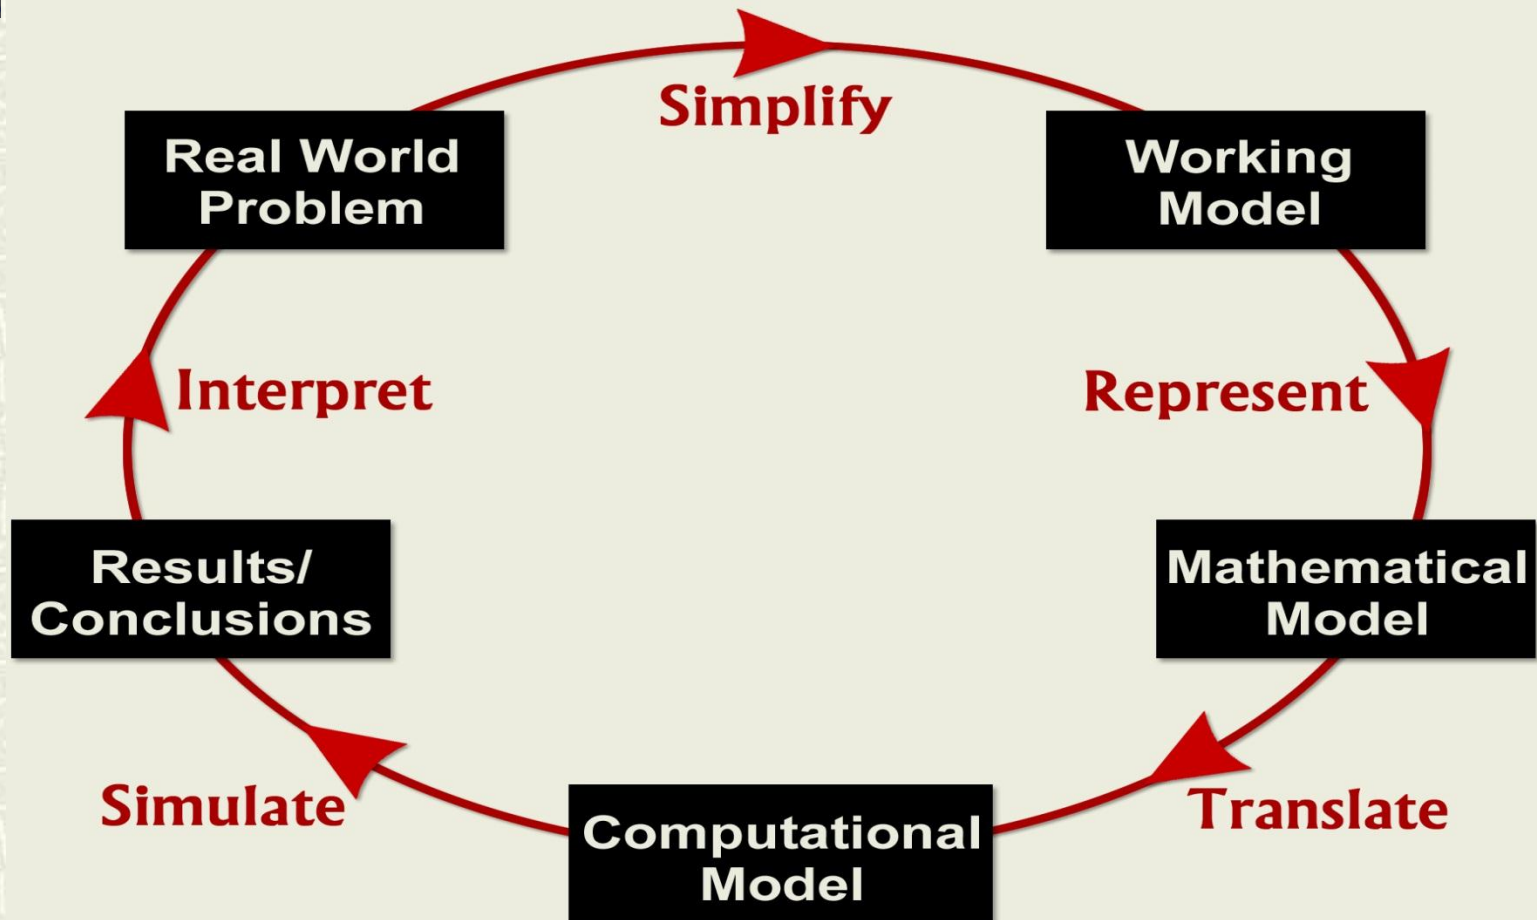 Simplify
Real World
Problem
Working
Model
Interpret
Represent
Results/
Conclusions
Mathematical
Model
Simulate
Translate
Computational
Model